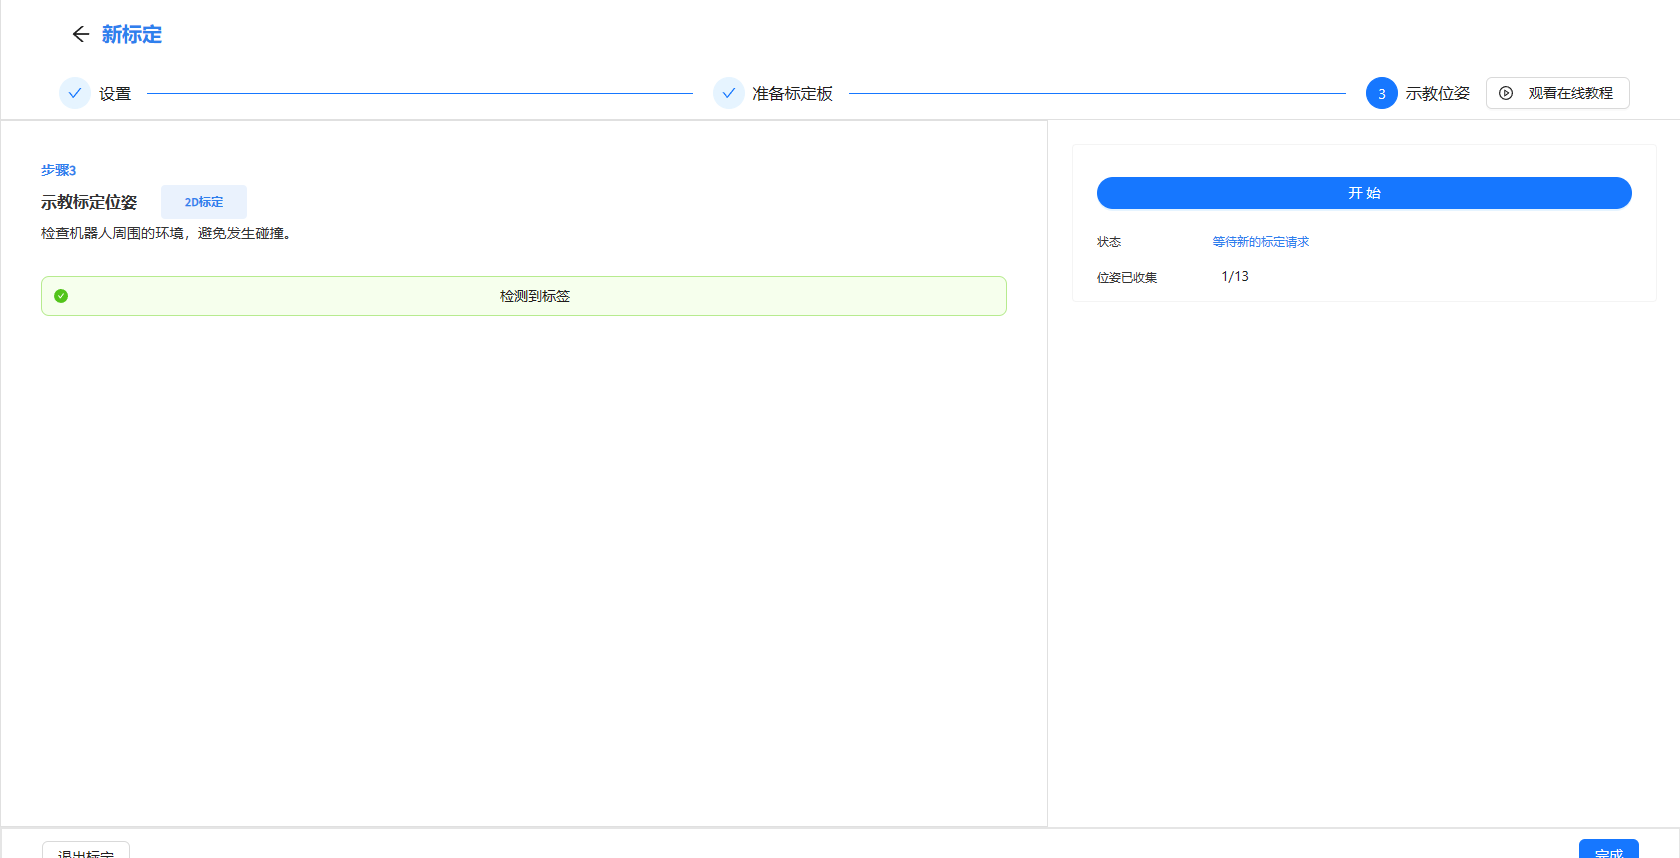 新标定
设置
准备标定板
3 示教位姿
观看在线教程
步骤3
示教标定位姿
2D标定
检查机器人周围的环境，避免发生碰撞。
检测到标签
开始
状态 等待新的标定请求
位姿已收集 1/13
退出标定
完成